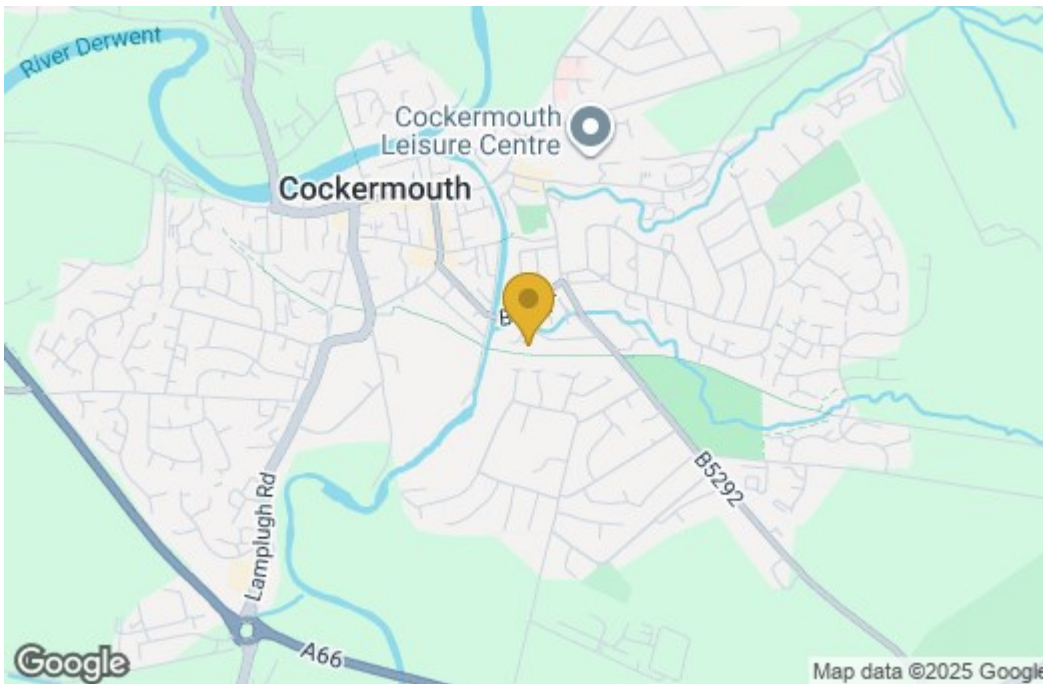 River Derwent
Cockermouth
Leisure Centre
Cockermouth
B5292
Lamplugh Rd
A66
Google
Map data ©2025 Google